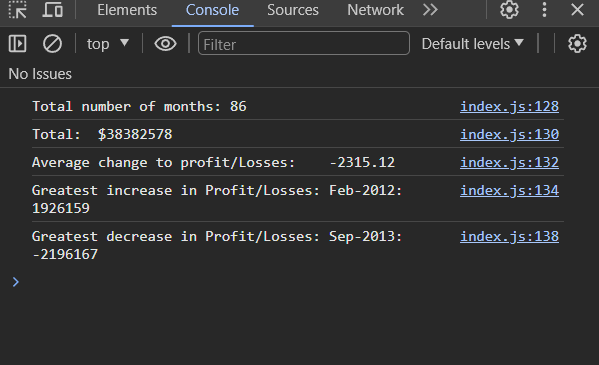 Elements Console Sources Network
top Filter Default levels
No Issues
Total number of months: 86 index.js:128
Total: $38382578 index.js:130
Average change to profit/Losses: -2315.12 index.js:132
Greatest increase in Profit/Losses: Feb-2012: index.js:134
1926159
Greatest decrease in Profit/Losses: Sep-2013: index.js:138
-2196167